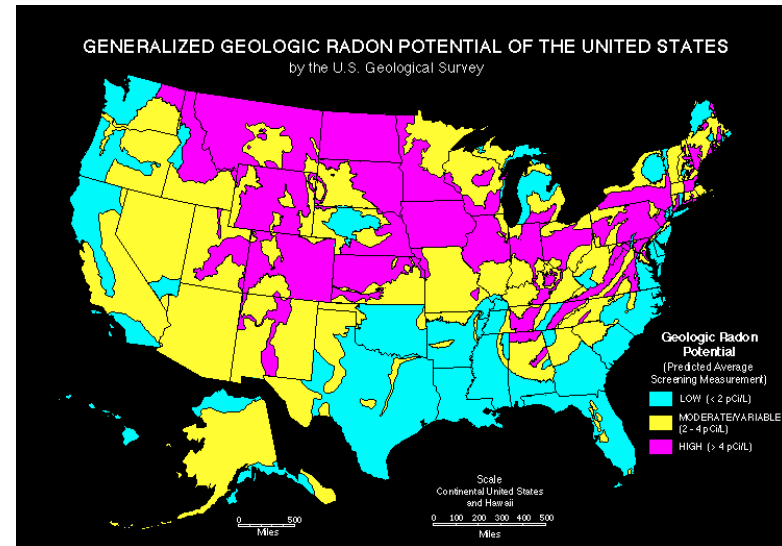 GENERALIZED GEOLOGIC RADON POTENTIAL OF THE UNITED STATES
by the U.S. Geological Survey
Geologic Radon
Potential
(Predicted Average
Screening Measurement)
LOW (< 2 pCi/L)
MODERATE/VARIABLE
(2 - 4 pCi/L)
HIGH (> 4 pCi/L)
Scale
Continental United States
and Hawaii
0 500
Miles
0 100 200 300 400 500
Miles